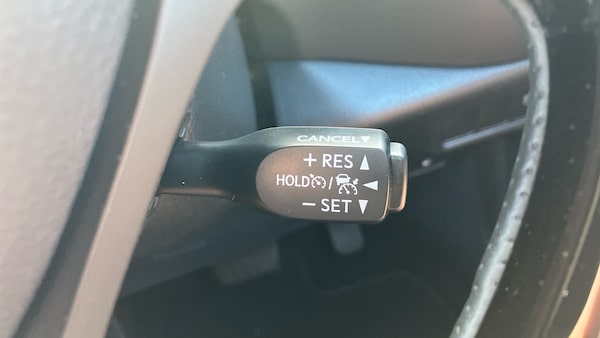 CANCEL▼
+ RES ▲
HOLD /  ◄
− SET ▼